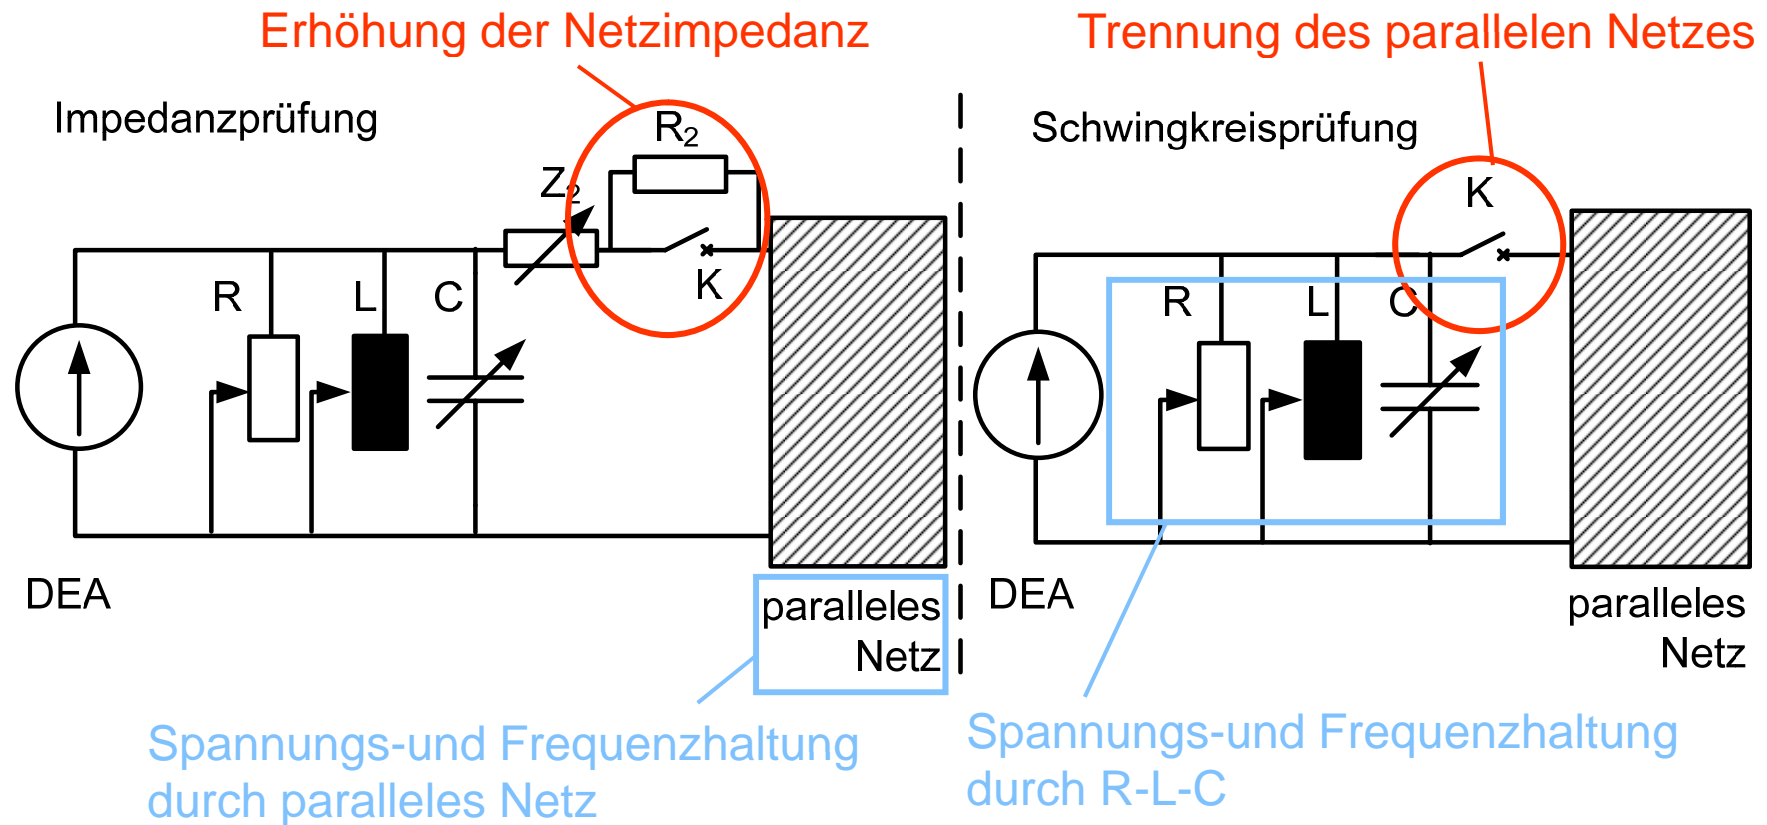 Erhöhung der Netzimpedanz
Impedanzprüfung
R2
Z2
K
R
L
C
DEA
paralleles
Netz
Spannungs-und Frequenzhaltung
durch paralleles Netz
Trennung des parallelen Netzes
Schwingkreisprüfung
K
R
L
C
DEA
paralleles
Netz
Spannungs-und Frequenzhaltung
durch R-L-C